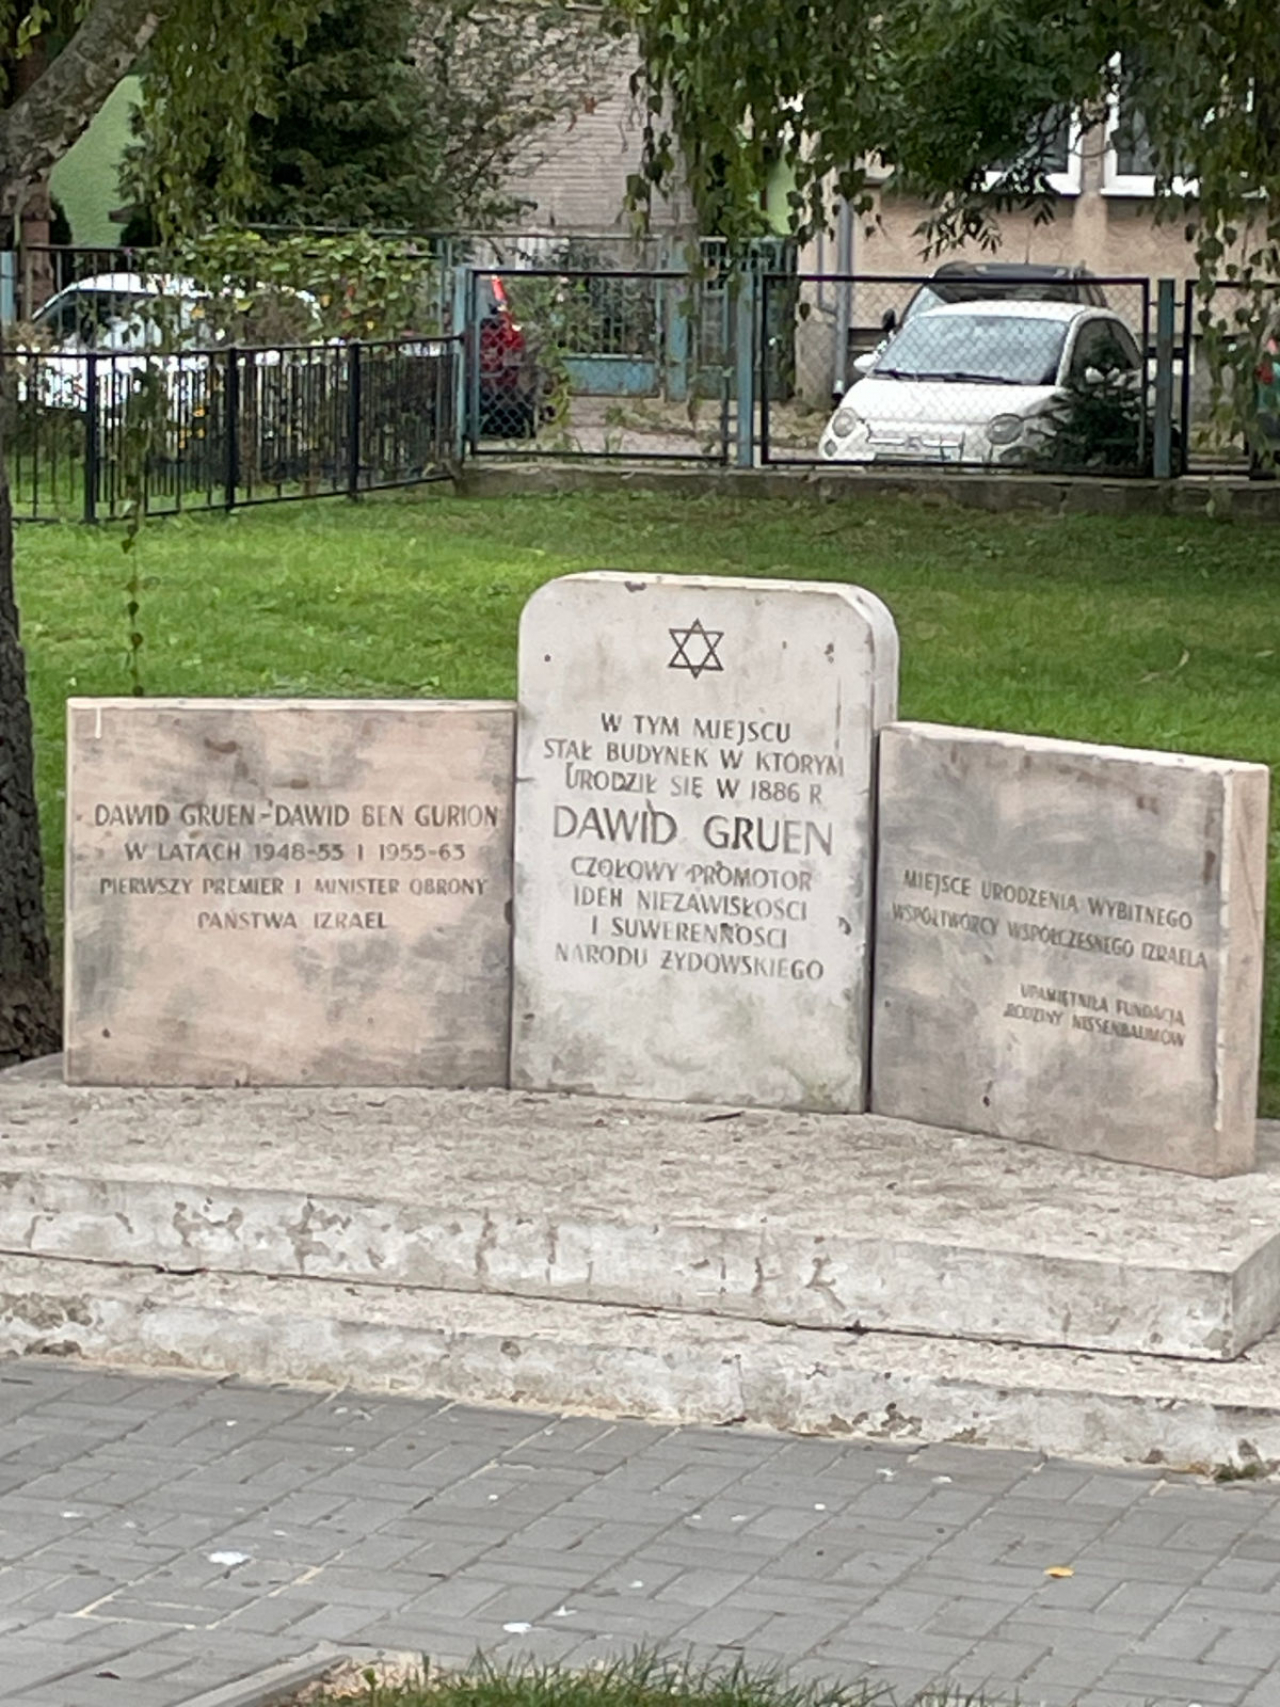 DAWID GRUEN - DAWID BEN GURION
W LATACH 1948-53 I 1955-63
PIERWSZY PREMIER I MINISTER OBRONY
PAŃSTWA IZRAEL
W TYM MIEJSCU
STAŁ BUDYNEK W KTÓRYM
URODZIŁ SIĘ W 1886 R
DAWID GRUEN
CZOŁOWY PROMOTOR
IDEII NIEZAWISŁOŚCI
I SUWERENNOŚCI
NARODU ŻYDOWSKIEGO
MIEJSCE URODZENIA WYBITNEGO
WSPÓŁTWÓRCY WSPÓŁCZESNEGO IZRAELA
UPAMIĘTNIŁA FUNDACJA
RODZINY NISSENBAUMÓW